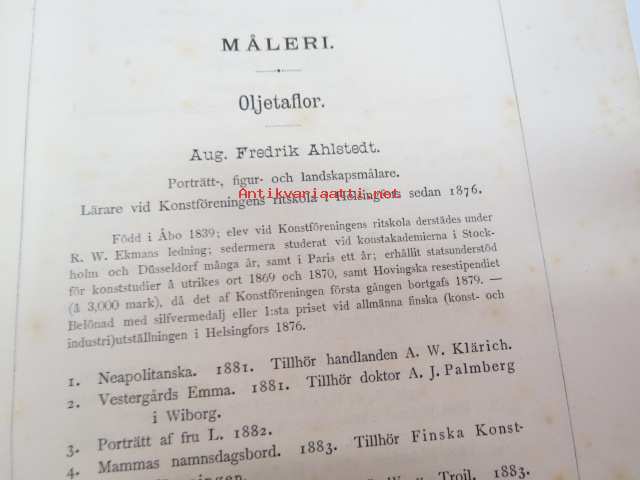 MÅLERI.
Oljetaflor.
Aug. Fredrik Ahlstedt.
Porträtt-, figur- och landskapsmålare.
Antikvariaatti.net
Lärare vid Konstföreningens ritskola i Helsingfors sedan 1876.
Född i Åbo 1839; elev vid Konstföreningens ritskola derstädes under
R. W. Ekmans ledning; sedermera studerat vid konstakademierna i Stock-
holm och Düsseldorf många år, samt i Paris ett år; erhållit statsunderstöd
för konststudier å utrikes ort 1869 och 1870, samt Hovingska resestipendiet
(à 3,000 mark), då det af Konstföreningen första gången bortgafs 1879. —
Belönad med silfvermedalj eller 1:sta priset vid allmänna finska (konst- och
industri)utställningen i Helsingfors 1876.
1. Neapolitanska. 1881. Tillhör handlanden A. W. Klärich.
2. Vestergårds Emma. 1881. Tillhör doktor A. J. Palmberg
i Wiborg.
3. Porträtt af fru L. 1882.
4. Mammas namnsdagsbord. 1883. Tillhör Finska Konst-
Troil. 1883.